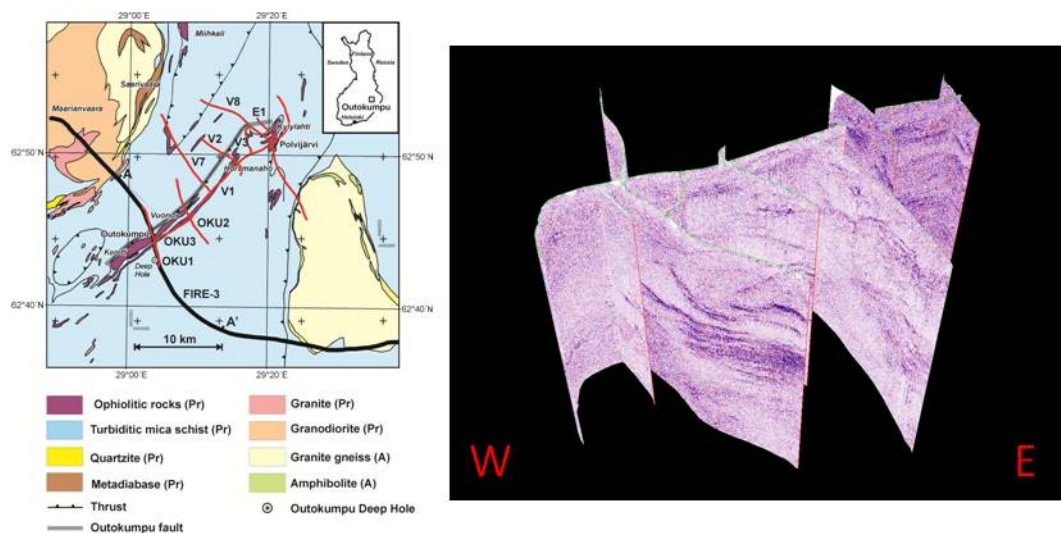 29°00´E
29°20´E
Miihkali
Sweden
Finland
Russia
Outokumpu
Helsinki
Saarivaara
Maarianvaara
V8
E1
Kylylahti
62°50´N
62°50´N
V2
V3
Polvijärvi
A
V7
Horsmanaho
V1
Vuonos
OKU2
Outokumpu
OKU3
Keretti
Deep
Hole
OKU1
62°40´N
62°40´N
FIRE-3
A'
10 km
29°00´E
29°20´E
Ophiolitic rocks (Pr)
Granite (Pr)
Turbiditic mica schist (Pr)
Granodiorite (Pr)
Quartzite (Pr)
Granite gneiss (A)
Metadiabase (Pr)
Amphibolite (A)
Thrust
Outokumpu Deep Hole
Outokumpu fault
W
E